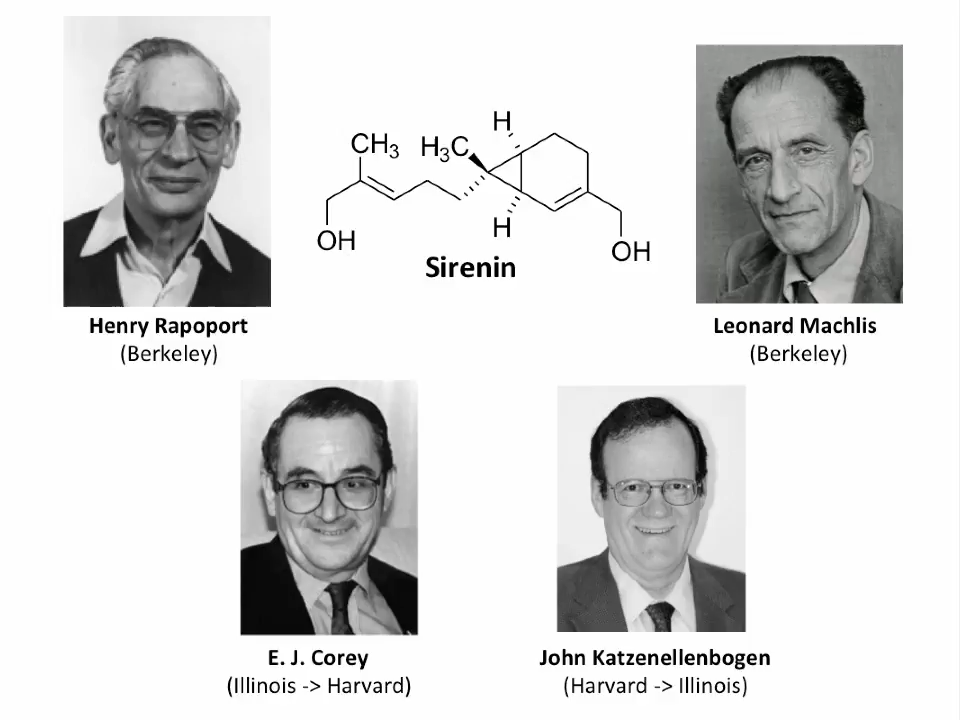 H
CH3
H3C
H
OH
OH
Sirenin
Henry Rapoport
(Berkeley)
Leonard Machlis
(Berkeley)
E. J. Corey
(Illinois -> Harvard)
John Katzenellenbogen
(Harvard -> Illinois)